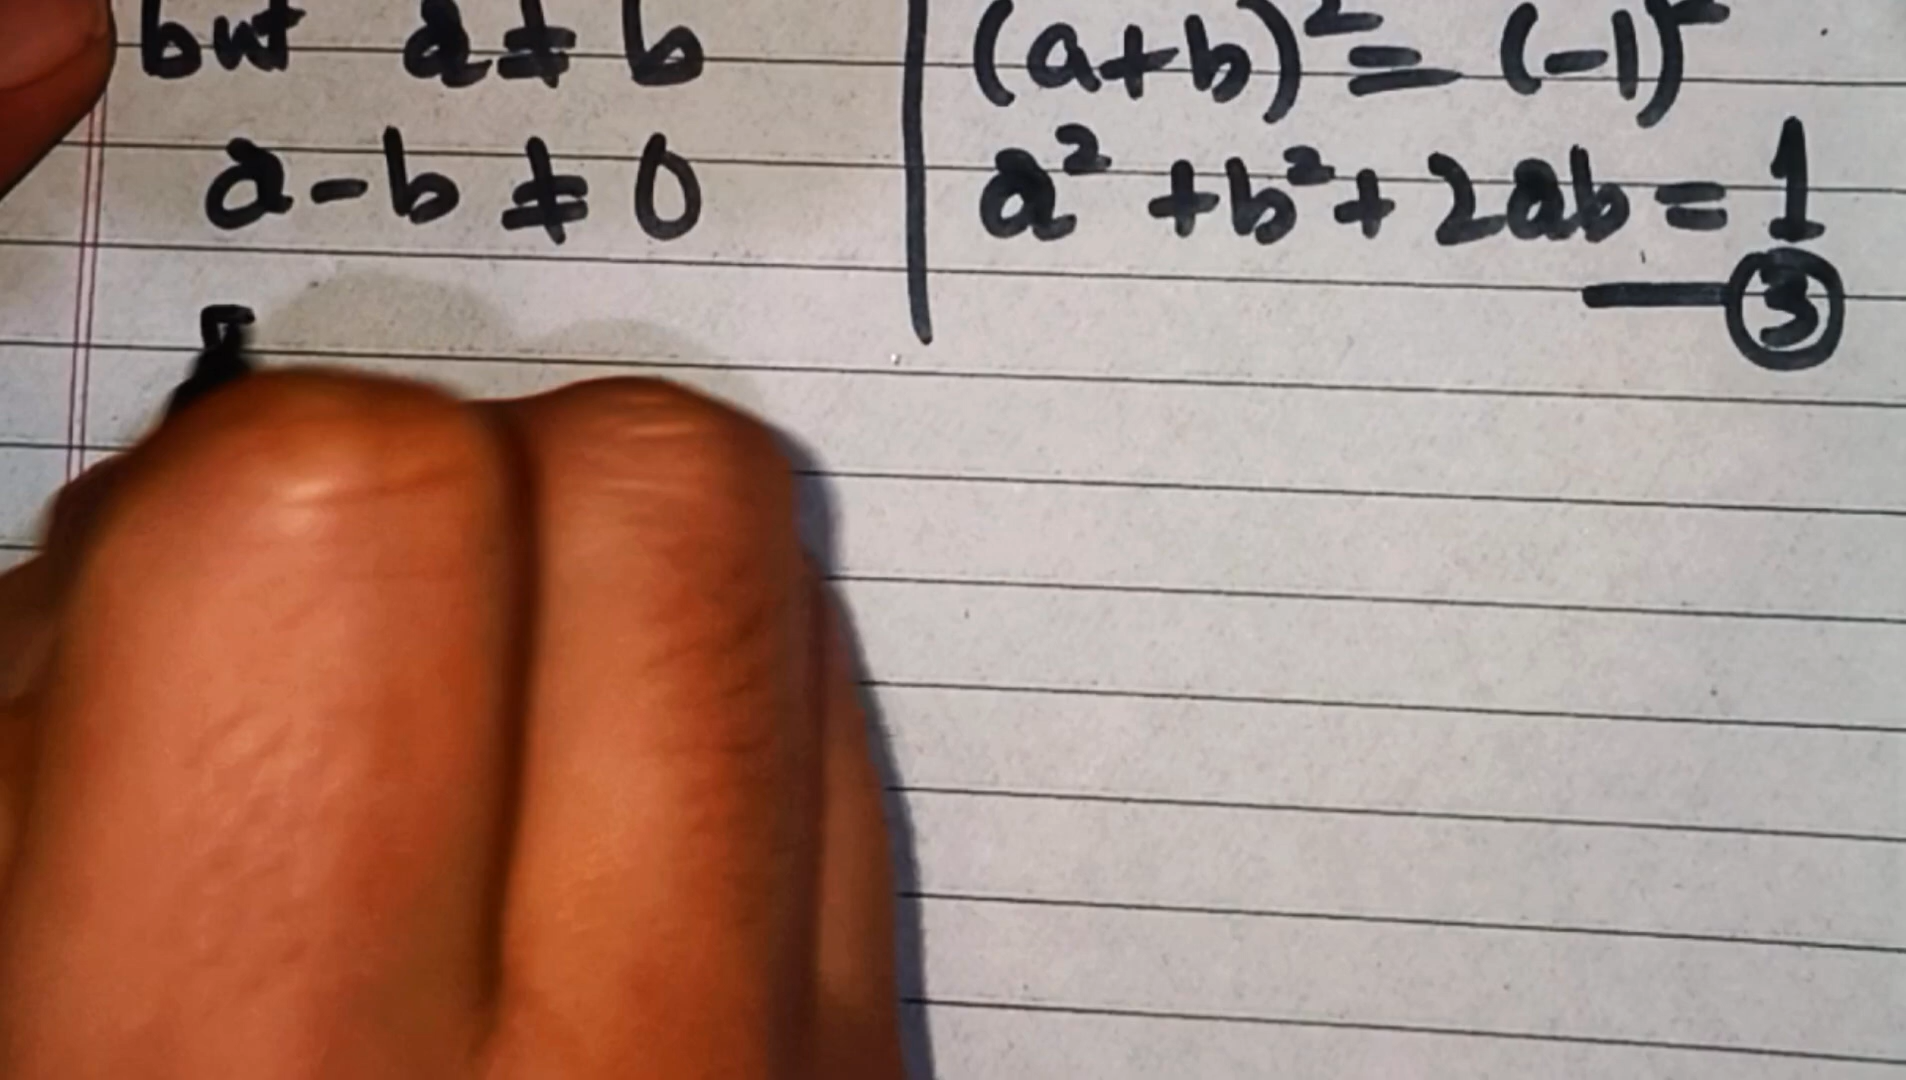 but a ≠ b
a - b ≠ 0
(a+b)² = (-1)²
a² + b² + 2ab = 1
— ③